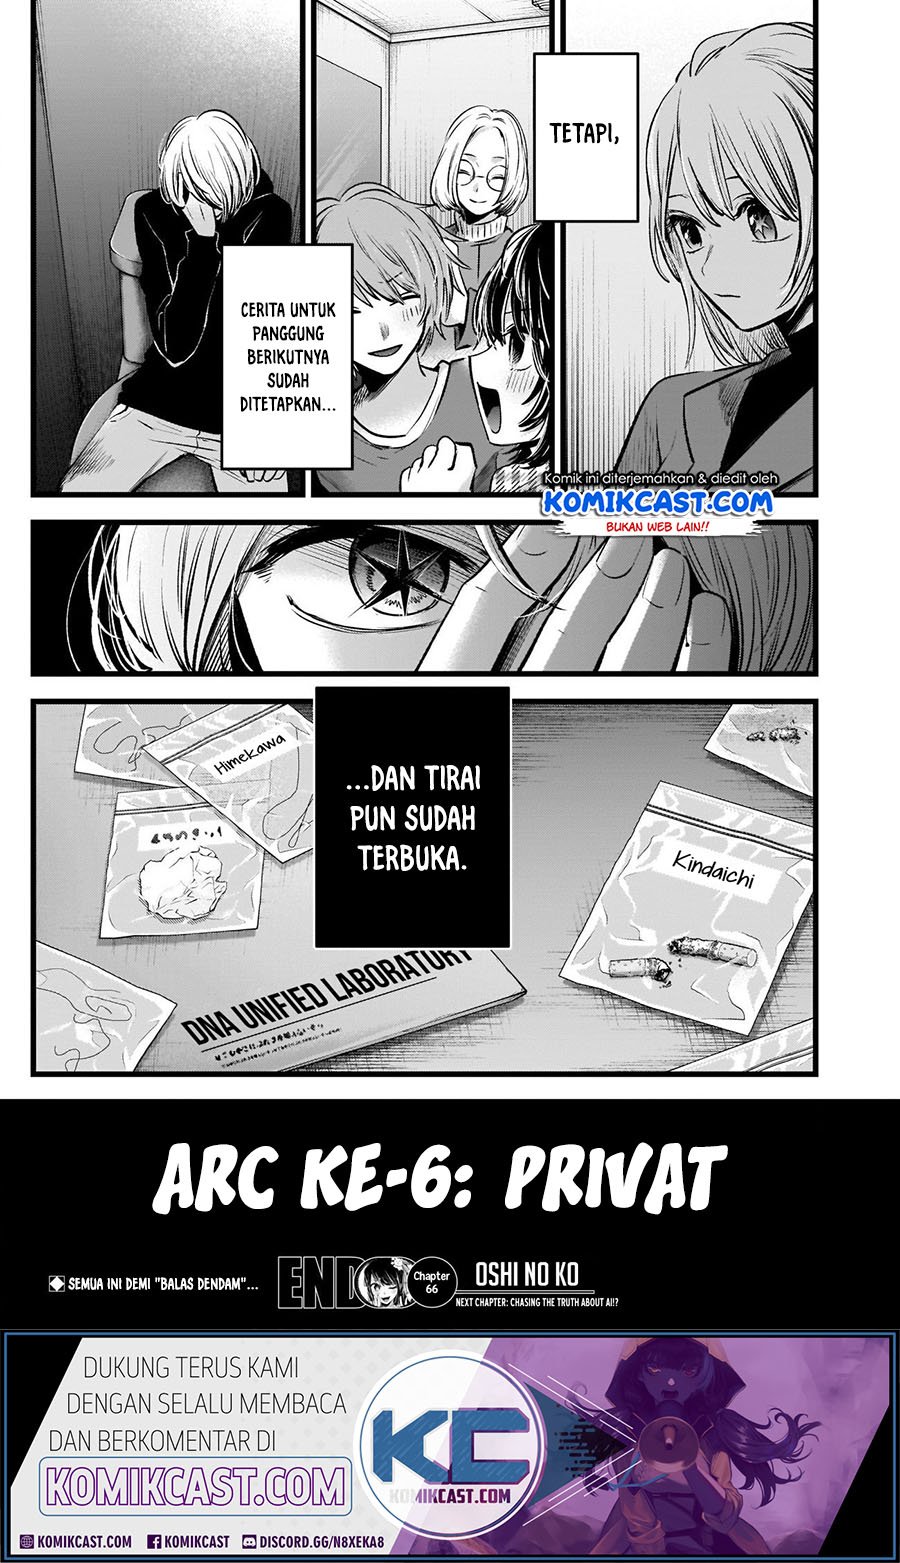 TETAPI,
CERITA UNTUK
PANGGUNG
BERIKUTNYA
SUDAH
DITETAPKAN...
Komik ini diterjemahkan & diedit oleh
KOMIKCAST.COM
BUKAN WEB LAIN!!
...DAN TIRAI
PUN SUDAH
TERBUKA.
Himekawa
Kindaichi
DNA UNIFIED LABORATORY
ARC KE-6: PRIVAT
SEMUA INI DEMI "BALAS DENDAM"...
END
Chapter
66
OSHI NO KO
NEXT CHAPTER: CHASING THE TRUTH ABOUT AI!?
DUKUNG TERUS KAMI
DENGAN SELALU MEMBACA
DAN BERKOMENTAR DI
KOMIKCAST.COM
KC
KOMIKCAST.COM
KOMIKCAST.COM
KOMIKCAST
DISCORD.GG/N8XEKA8